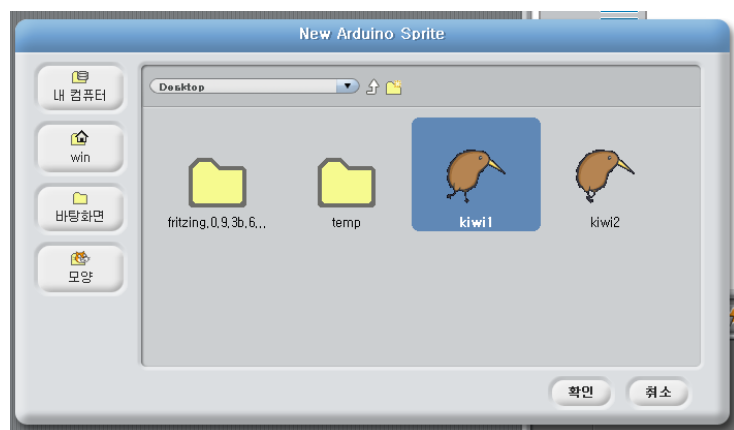 New Arduino Sprite
내 컴퓨터
win
바탕화면
모양
Desktop
fritzing,0,9,3b,6,,,
temp
kiwi1
kiwi2
확인
취소